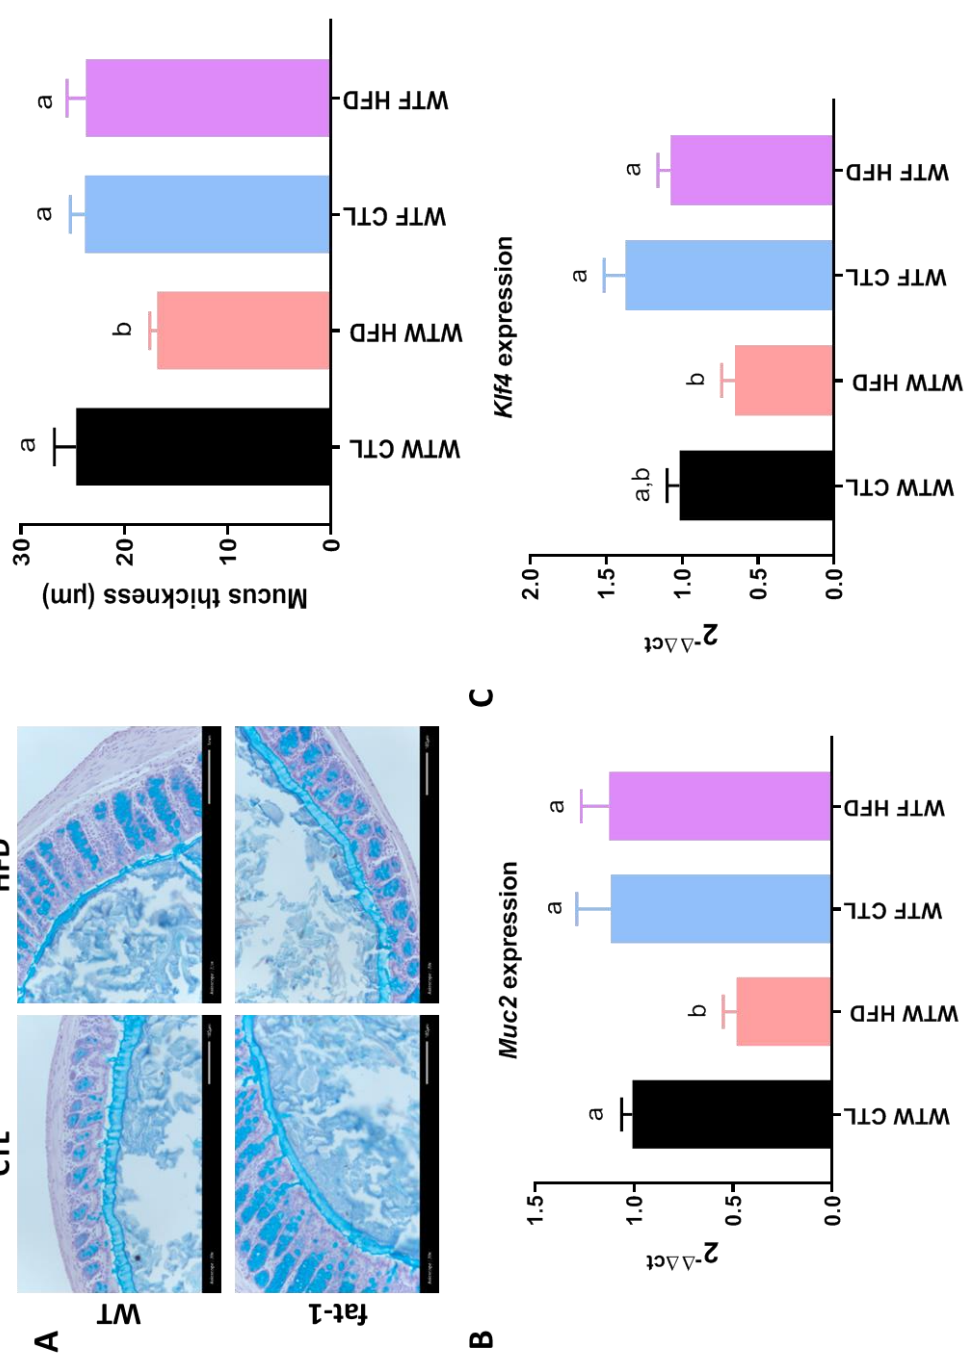 A
CTL
HFD
WT
fat-1
Mucus thickness (µm)
30
20
10
0
a
b
a
a
WTW CTL
WTW HFD
WTF CTL
WTF HFD
B
Muc2 expression
2-ΔΔct
1.5
1.0
0.5
0.0
a
b
a
a
WTW CTL
WTW HFD
WTF CTL
WTF HFD
C
Klf4 expression
2-ΔΔct
2.0
1.5
1.0
0.5
0.0
a,b
b
a
a
WTW CTL
WTW HFD
WTF CTL
WTF HFD